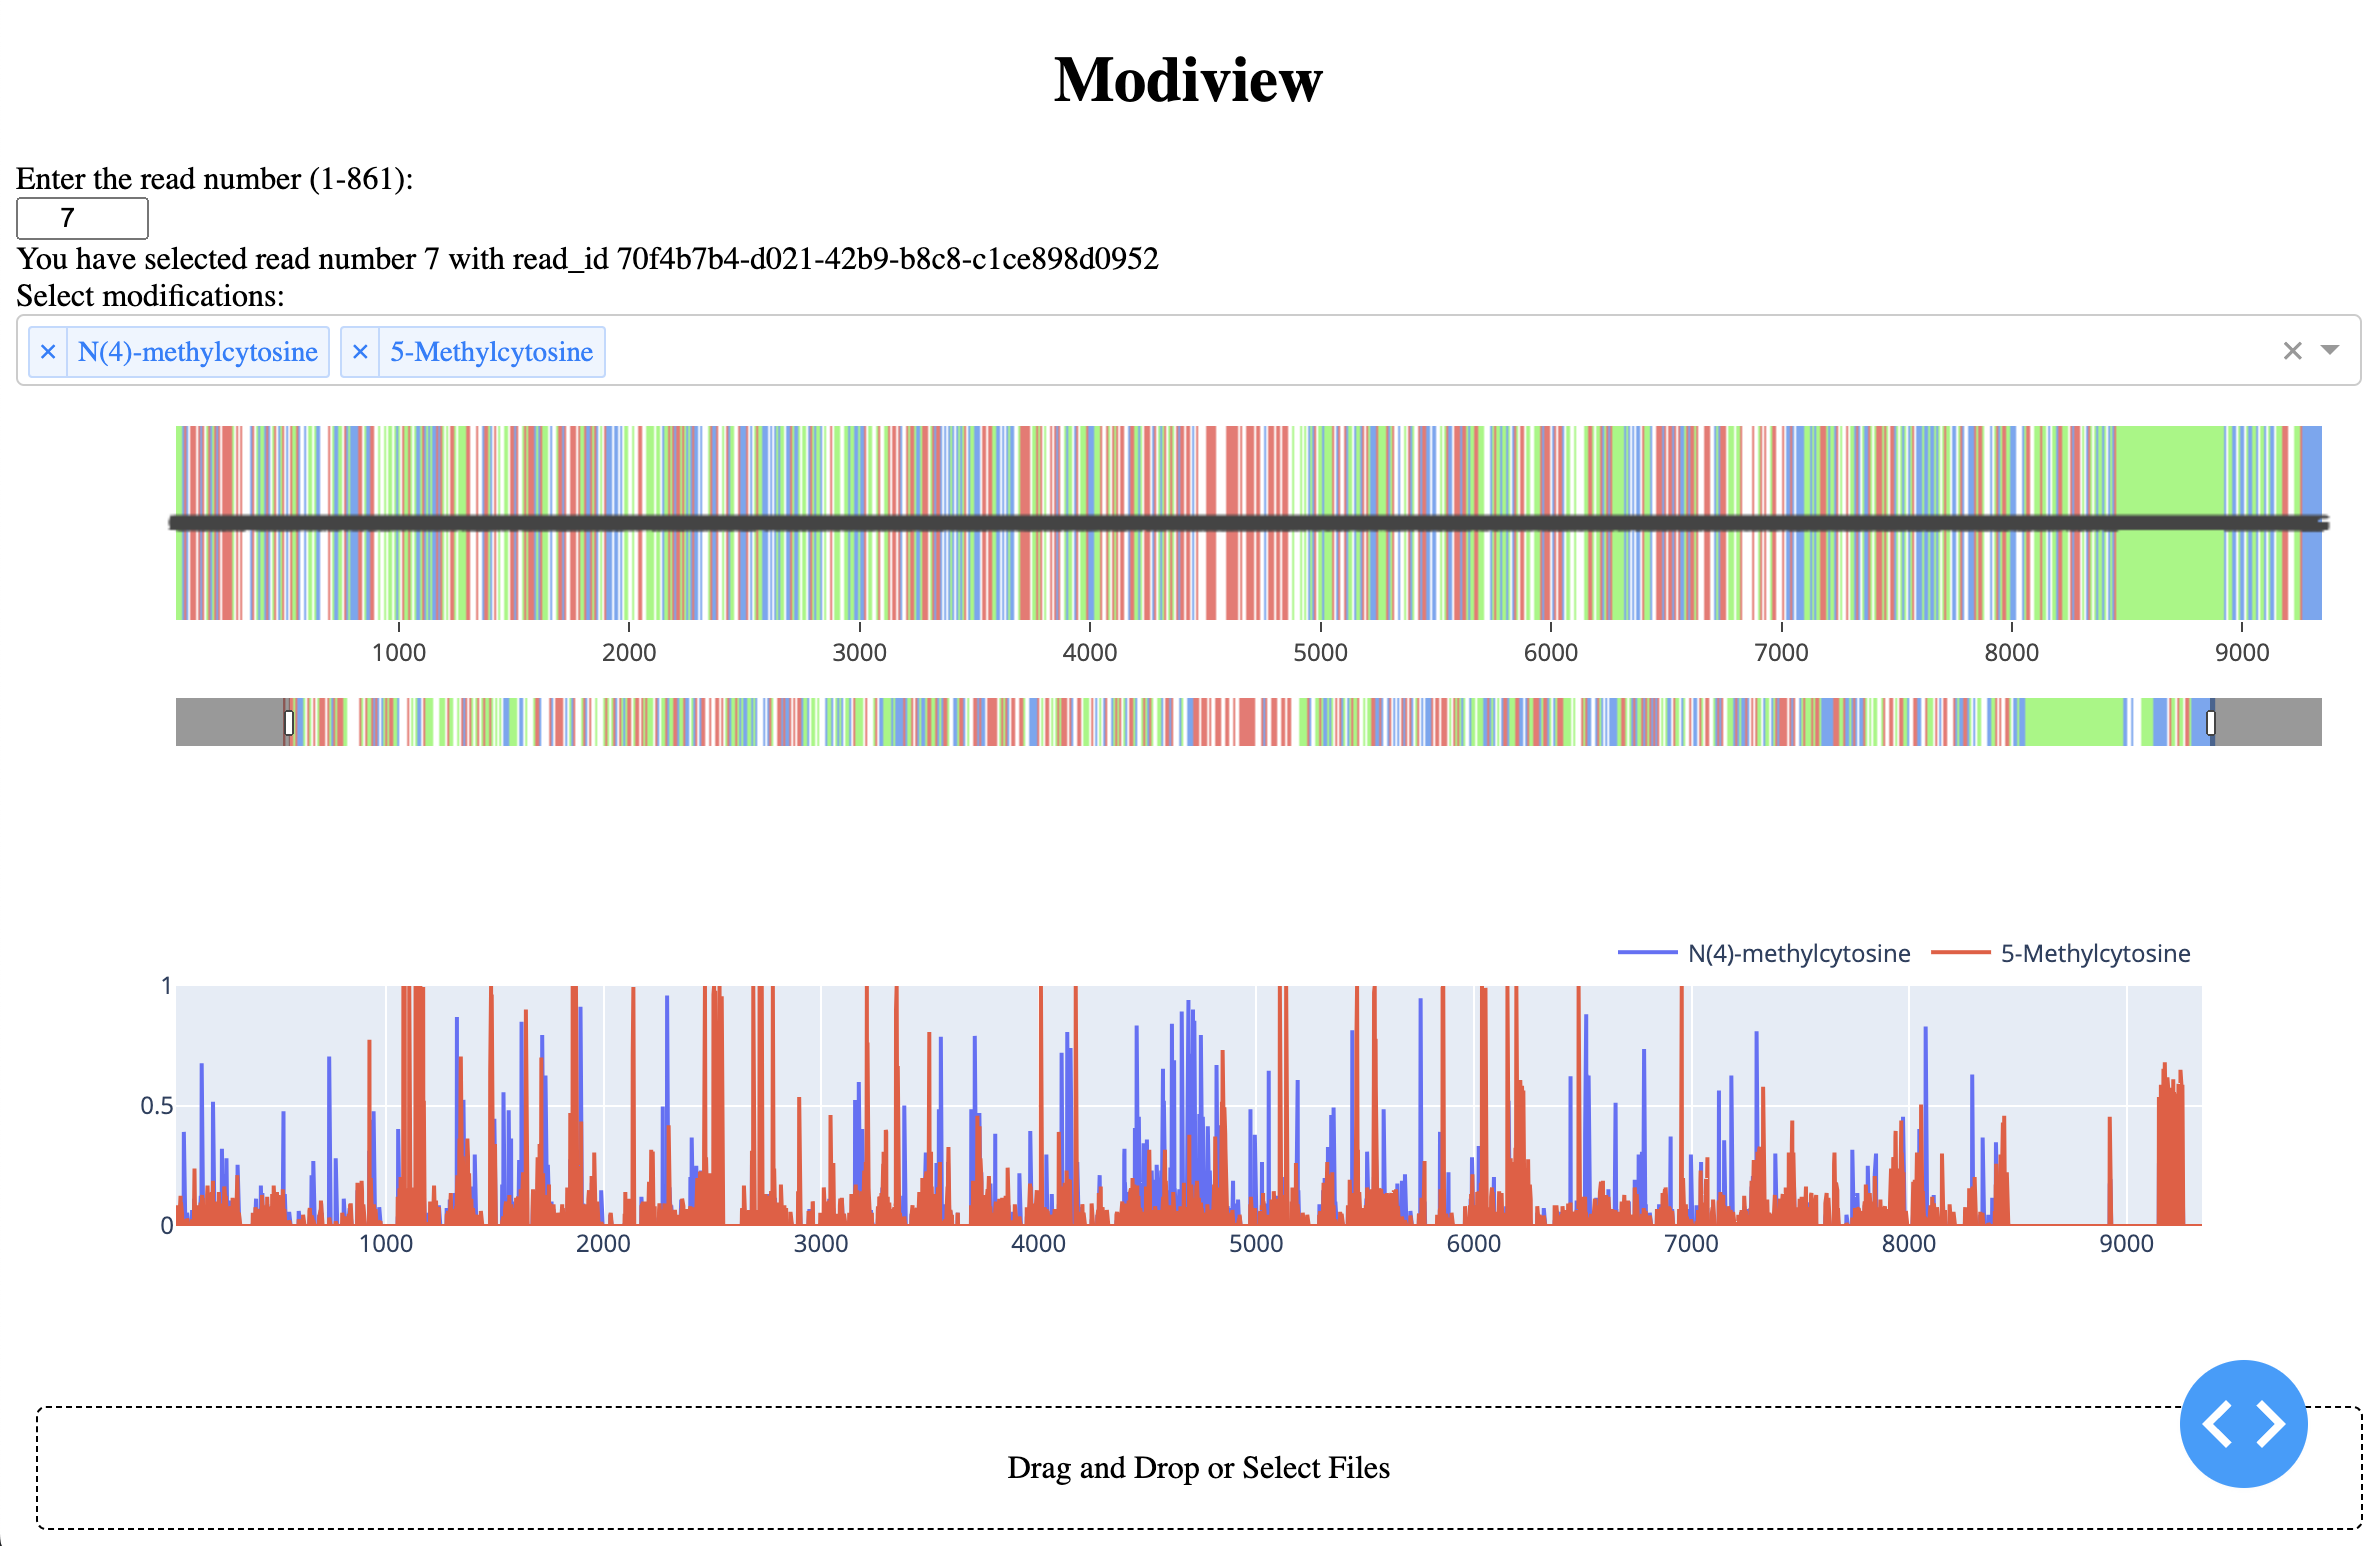 Modiview
Enter the read number (1-861):
7
You have selected read number 7 with read_id 70f4b7b4-d021-42b9-b8c8-c1ce898d0952
Select modifications:
× N(4)-methylcytosine × 5-Methylcytosine ×
1000 2000 3000 4000 5000 6000 7000 8000 9000
N(4)-methylcytosine 5-Methylcytosine
1
0.5
0
1000 2000 3000 4000 5000 6000 7000 8000 9000
Drag and Drop or Select Files